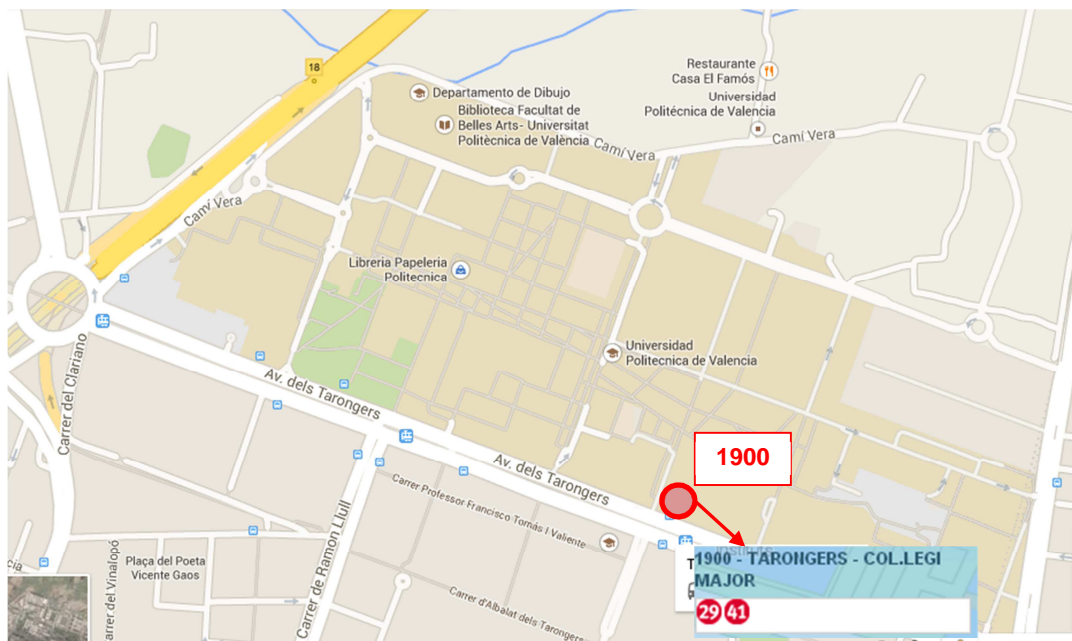 18
Departamento de Dibujo
Biblioteca Facultat de
Belles Arts- Universitat
Politècnica de València
Restaurante
Casa El Famós
Universidad
Politécnica de Valencia
Camí Vera
Camí Vera
Camí Vera
Libreria Papeleria
Politecnica
Universidad
Politecnica de Valencia
Av. dels Tarongers
Av. dels Tarongers
Carrer del Clariano
Carrer Professor Francisco Tomás I Valiente
Carrer de Ramon Llull
Plaça del Poeta
Vicente Gaos
Carrer d'Albalat dels Tarongers
1900
1900 - TARONGERS - COL.LEGI
MAJOR
29 41